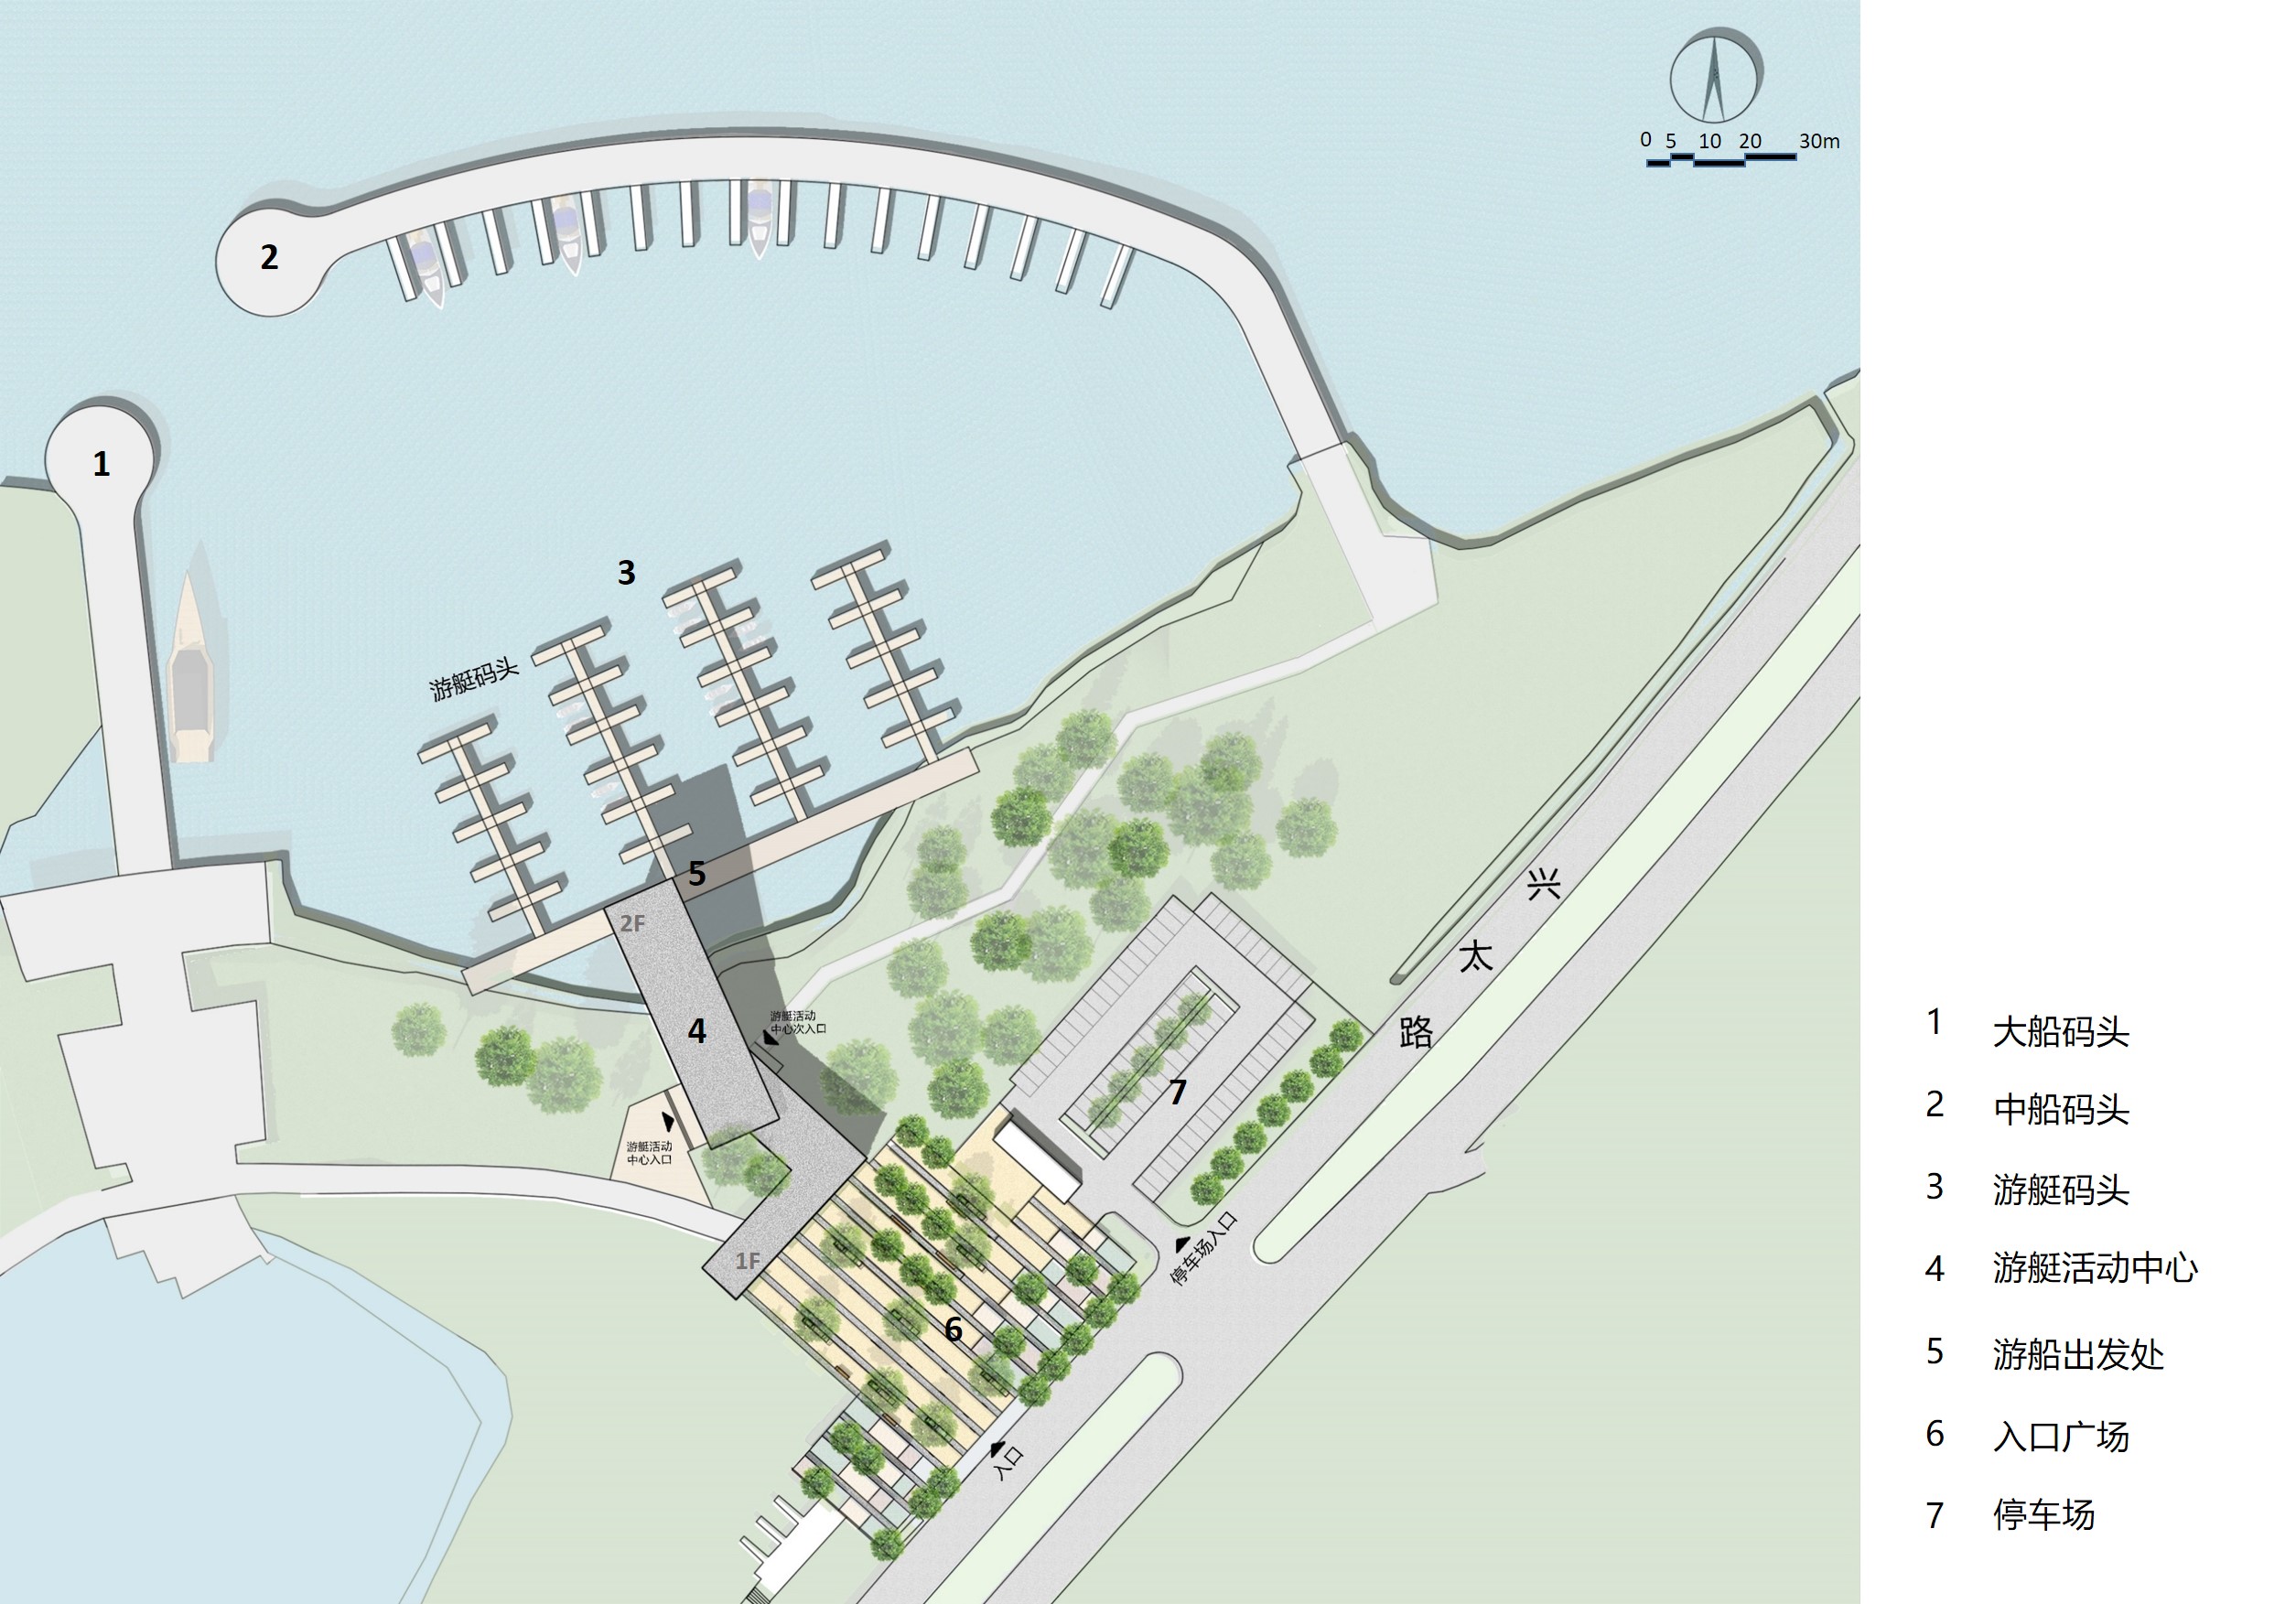 0 5 10 20 30m
2
1
3
游艇码头
5
2F
4
游艇活动
中心次入口
游艇活动
中心入口
1F
6
7
停车场入口
入口
兴
太
路
1 大船码头
2 中船码头
3 游艇码头
4 游艇活动中心
5 游船出发处
6 入口广场
7 停车场